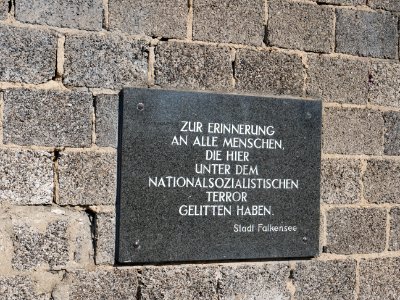 ZUR ERINNERUNG
AN ALLE MENSCHEN,
DIE HIER
UNTER DEM
NATIONALSOZIALISTISCHEN
TERROR
GELITTEN HABEN.
Stadt Falkensee